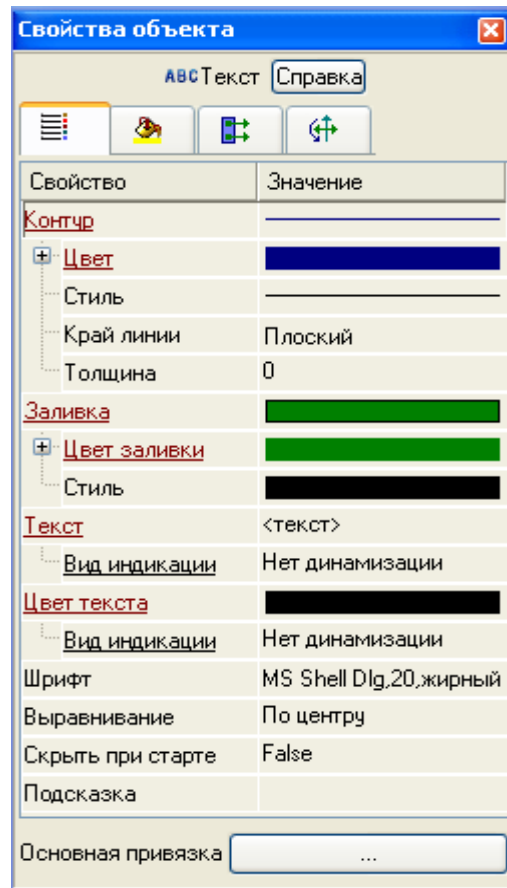 Свойства объекта
ABC Текст Справка
Свойство Значение
Контур
Цвет
Стиль
Край линии Плоский
Толщина 0
Заливка
Цвет заливки
Стиль
Текст <текст>
Вид индикации Нет динамизации
Цвет текста
Вид индикации Нет динамизации
Шрифт MS Shell Dlg,20,жирный
Выравнивание По центру
Скрыть при старте False
Подсказка
Основная привязка ...